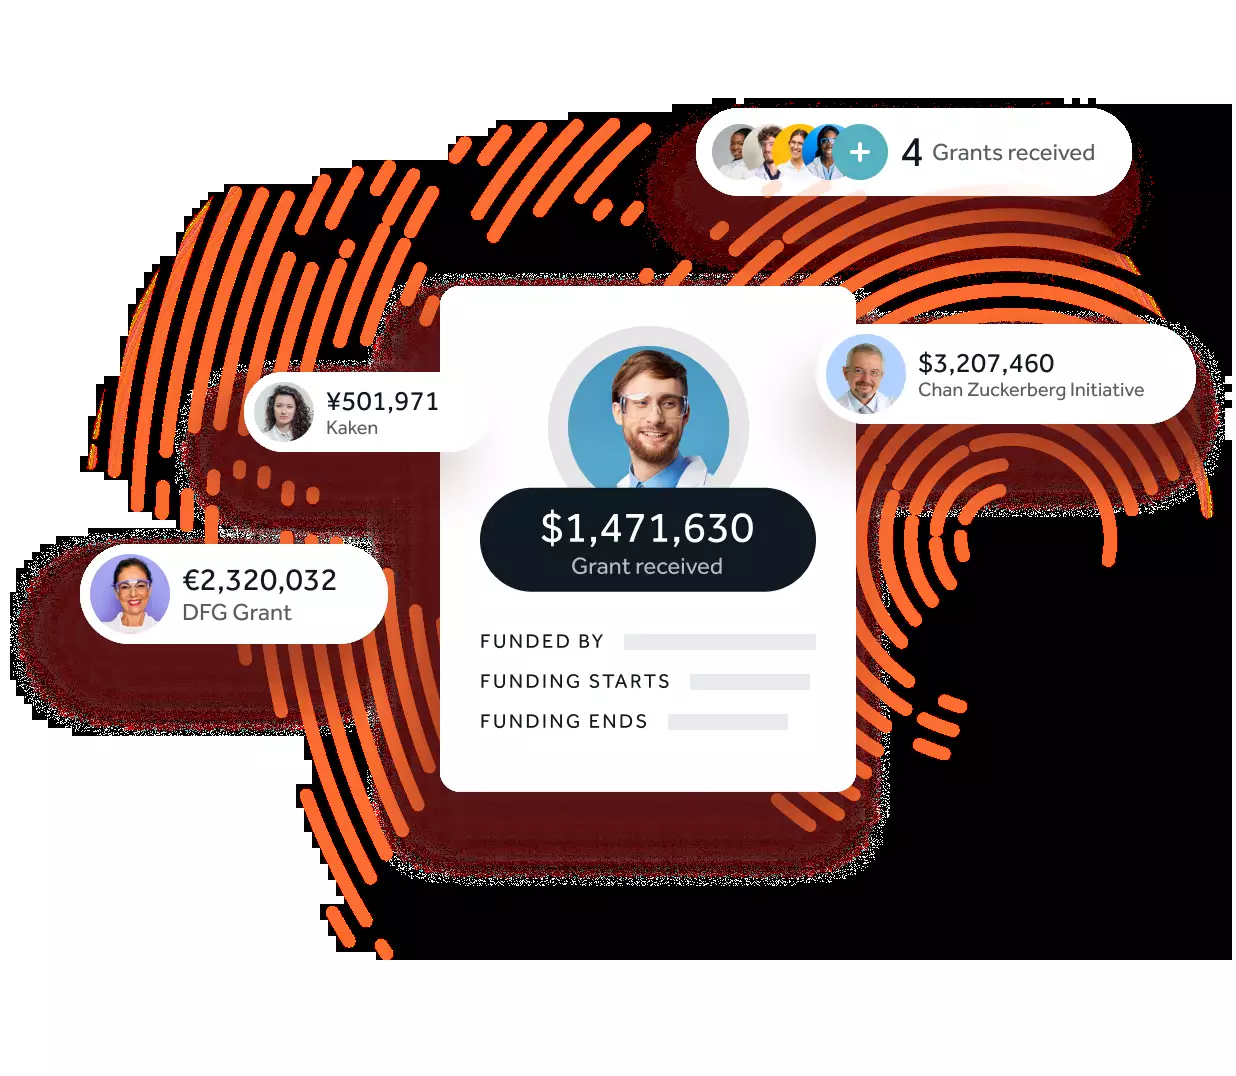 4 Grants received
$3,207,460
Chan Zuckerberg Initiative
¥501,971
Kaken
$1,471,630
Grant received
€2,320,032
DFG Grant
FUNDED BY
FUNDING STARTS
FUNDING ENDS